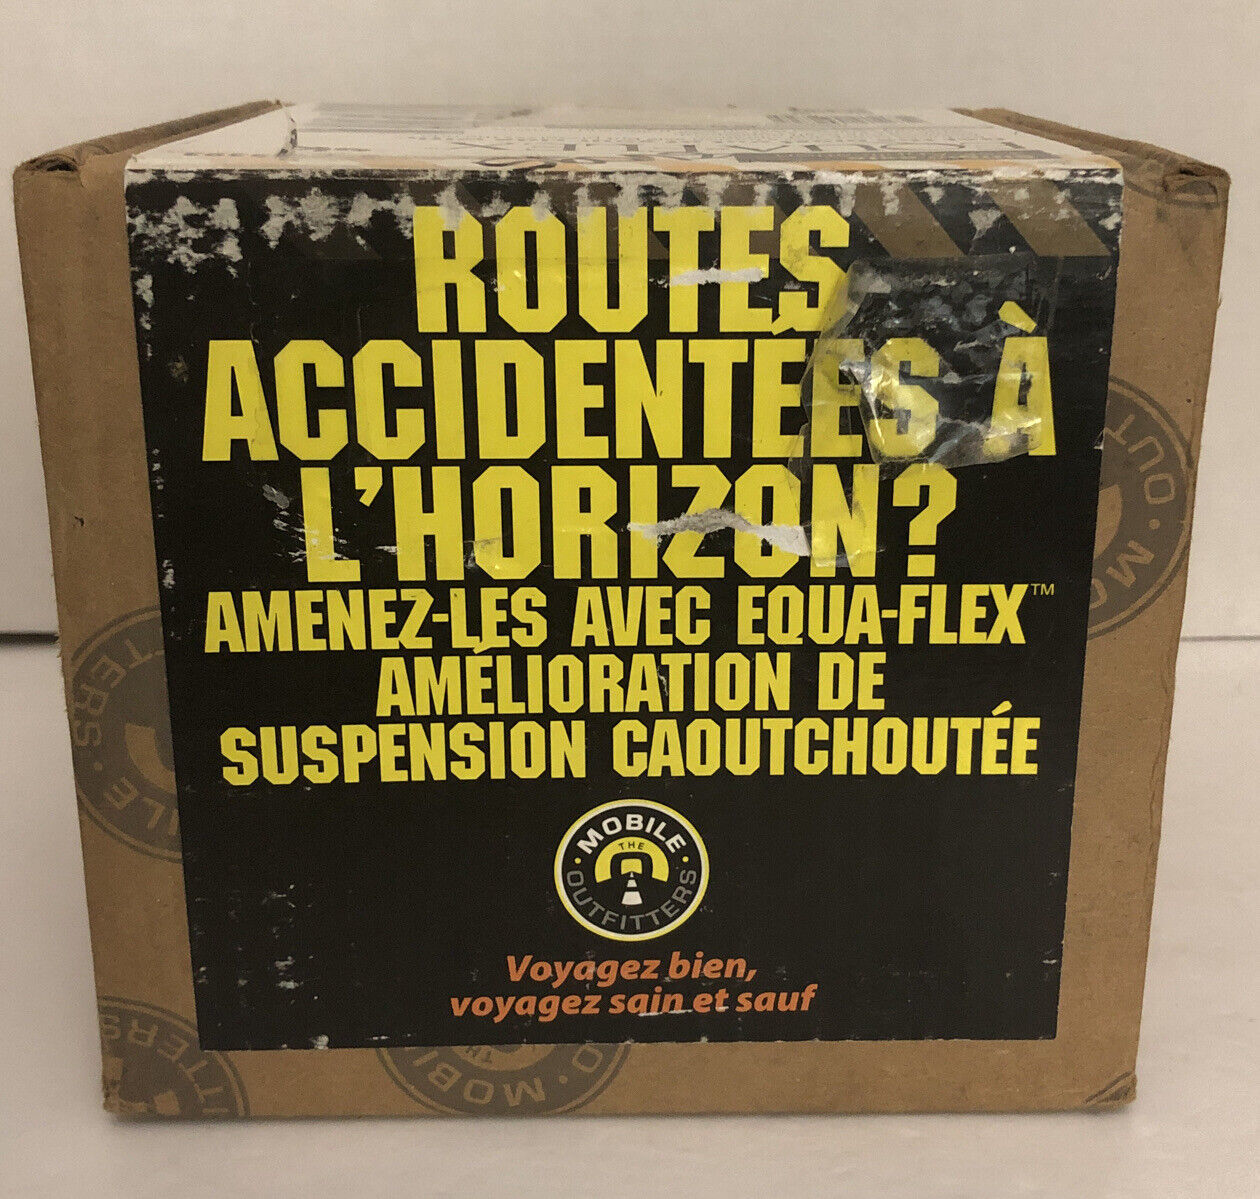 ROUTES
ACCIDENTÉES À
L'HORIZON?
AMENEZ-LES AVEC EQUA-FLEX™
AMÉLIORATION DE
SUSPENSION CAOUTCHOUTÉE
MOBILE
THE
OUTFITTERS
Voyagez bien,
voyagez sain et sauf